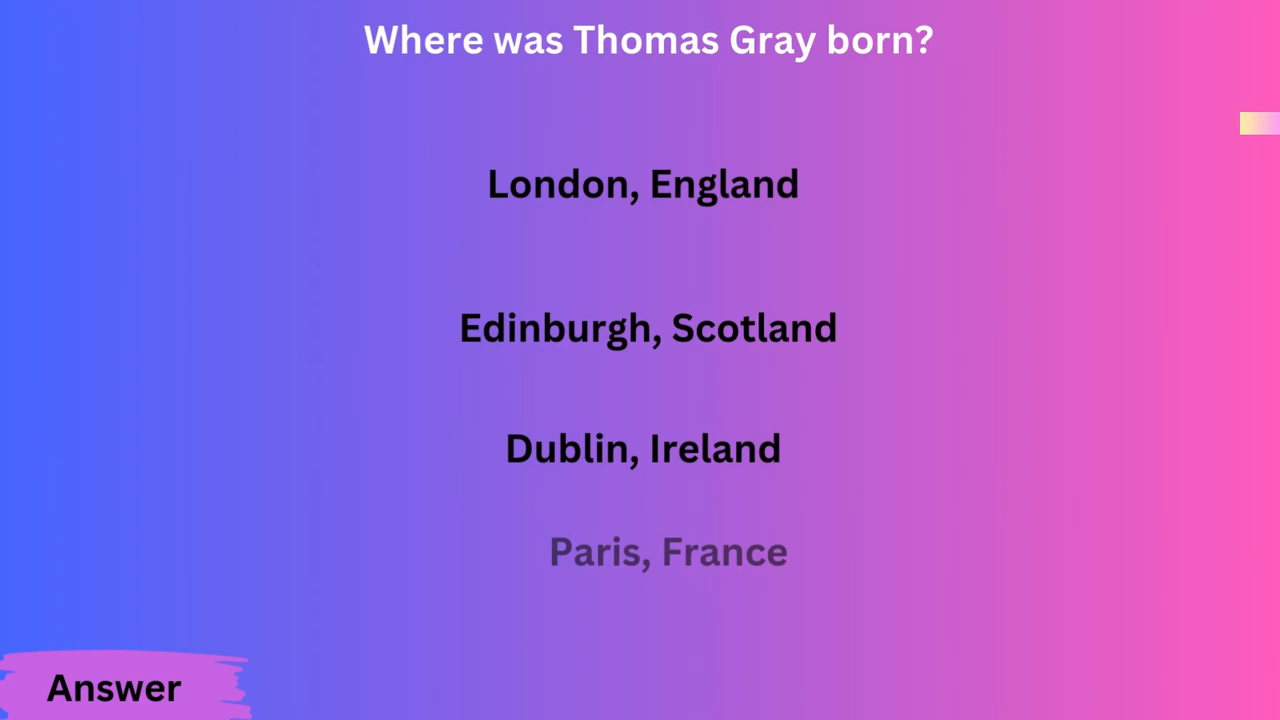 Where was Thomas Gray born?
London, England
Edinburgh, Scotland
Dublin, Ireland
Paris, France
Answer